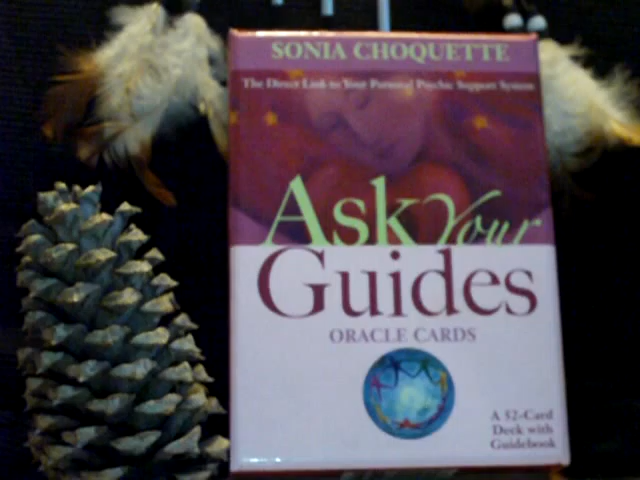 SONIA CHOQUETTE
The Direct Link to Your Personal Psychic Support System
Ask Your
Guides
ORACLE CARDS
A 52-Card
Deck with
Guidebook